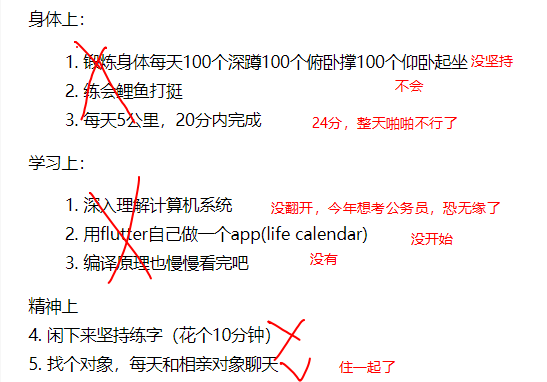 身体上：
1. 锻炼身体每天100个深蹲100个俯卧撑100个仰卧起坐 没坚持
2. 练会鲤鱼打挺 不会
3. 每天5公里，20分内完成 24分，整天啪啪不行了
学习上：
1. 深入理解计算机系统 没翻开，今年想考公务员，恐无缘了
2. 用flutter自己做一个app(life calendar) 没开始
3. 编译原理也慢慢看完吧 没有
精神上
4. 闲下来坚持练字（花个10分钟）
5. 找个对象，每天和相亲对象聊天 住一起了